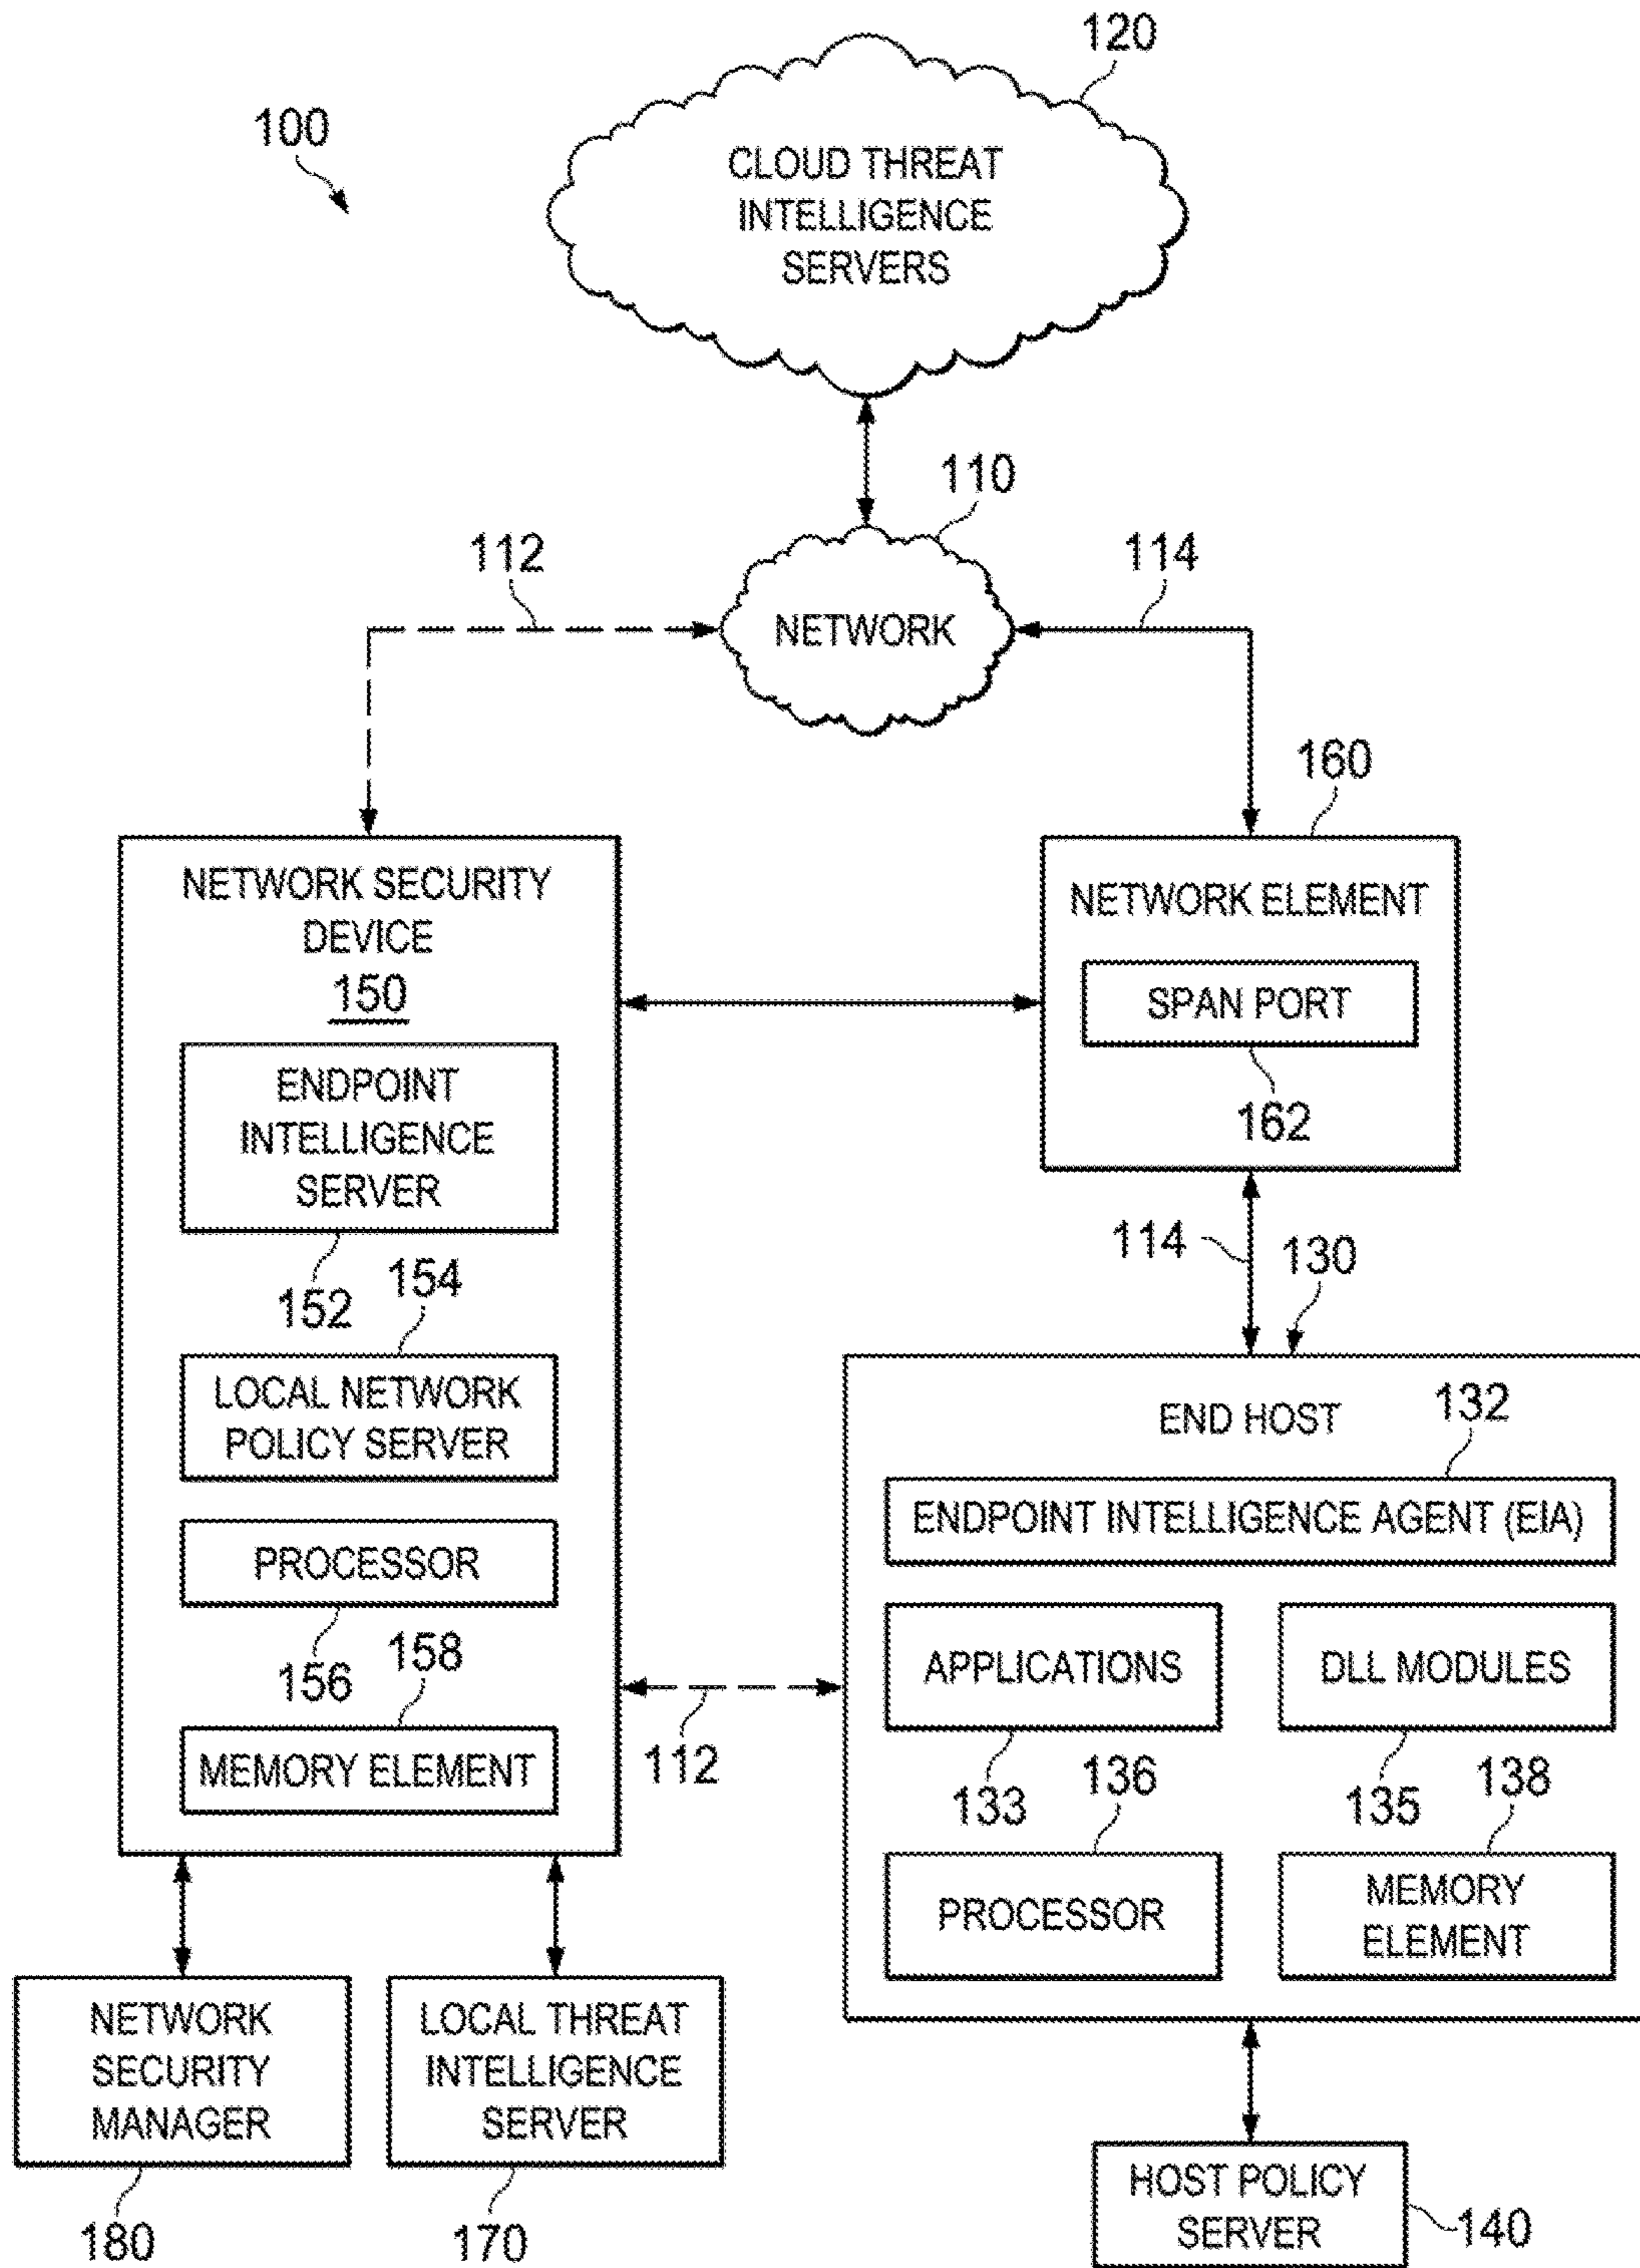 120
100
CLOUD THREAT
INTELLIGENCE
SERVERS
110
112
114
NETWORK
160
NETWORK SECURITY
DEVICE
150
NETWORK ELEMENT
SPAN PORT
162
ENDPOINT
INTELLIGENCE
SERVER
152
154
114
130
LOCAL NETWORK
POLICY SERVER
END HOST
132
ENDPOINT INTELLIGENCE AGENT (EIA)
PROCESSOR
156
158
APPLICATIONS
DLL MODULES
112
133
136
135
138
MEMORY ELEMENT
PROCESSOR
MEMORY
ELEMENT
NETWORK
SECURITY
MANAGER
LOCAL THREAT
INTELLIGENCE
SERVER
180
170
HOST POLICY
SERVER
140